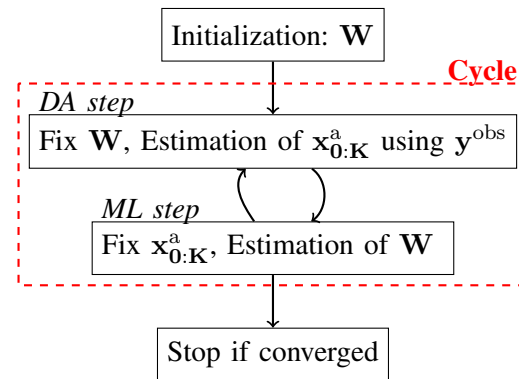 Initialization: W
Cycle
DA step
Fix W, Estimation of x^a_{0:K} using y^obs
ML step
Fix x^a_{0:K}, Estimation of W
Stop if converged